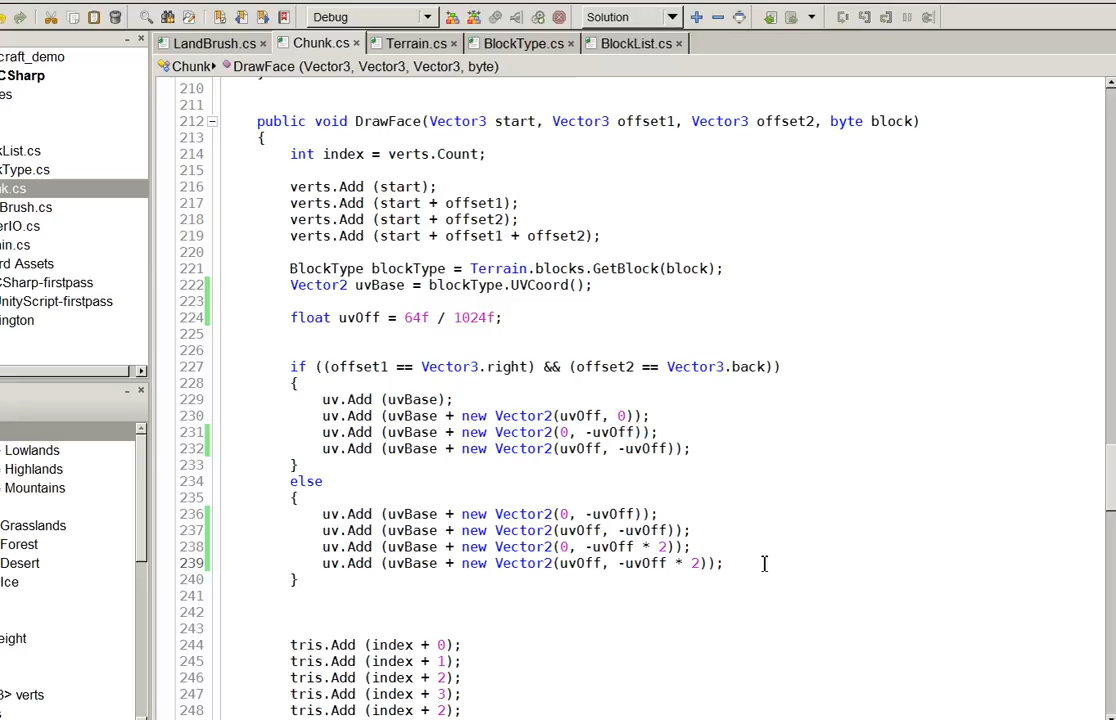 Debug
Solution
LandBrush.cs × Chunk.cs × Terrain.cs × BlockType.cs × BlockList.cs ×
Chunk DrawFace (Vector3, Vector3, Vector3, byte)
craft_demo
CSharp
es
kList.cs
kType.cs
nk.cs
Brush.cs
erIO.cs
in.cs
rd Assets
CSharp-firstpass
UnityScript-firstpass
ington
Lowlands
Highlands
Mountains
Grasslands
Forest
Desert
Ice
eight
3> verts
s
210
211
212 public void DrawFace(Vector3 start, Vector3 offset1, Vector3 offset2, byte block)
213 {
214 int index = verts.Count;
215
216 verts.Add (start);
217 verts.Add (start + offset1);
218 verts.Add (start + offset2);
219 verts.Add (start + offset1 + offset2);
220
221 BlockType blockType = Terrain.blocks.GetBlock(block);
222 Vector2 uvBase = blockType.UVCoord();
223
224 float uvOff = 64f / 1024f;
225
226
227 if ((offset1 == Vector3.right) && (offset2 == Vector3.back))
228 {
229 uv.Add (uvBase);
230 uv.Add (uvBase + new Vector2(uvOff, 0));
231 uv.Add (uvBase + new Vector2(0, -uvOff));
232 uv.Add (uvBase + new Vector2(uvOff, -uvOff));
233 }
234 else
235 {
236 uv.Add (uvBase + new Vector2(0, -uvOff));
237 uv.Add (uvBase + new Vector2(uvOff, -uvOff));
238 uv.Add (uvBase + new Vector2(0, -uvOff * 2));
239 uv.Add (uvBase + new Vector2(uvOff, -uvOff * 2));
240 }
241
242
243
244 tris.Add (index + 0);
245 tris.Add (index + 1);
246 tris.Add (index + 2);
247 tris.Add (index + 3);
248 tris.Add (index + 2);